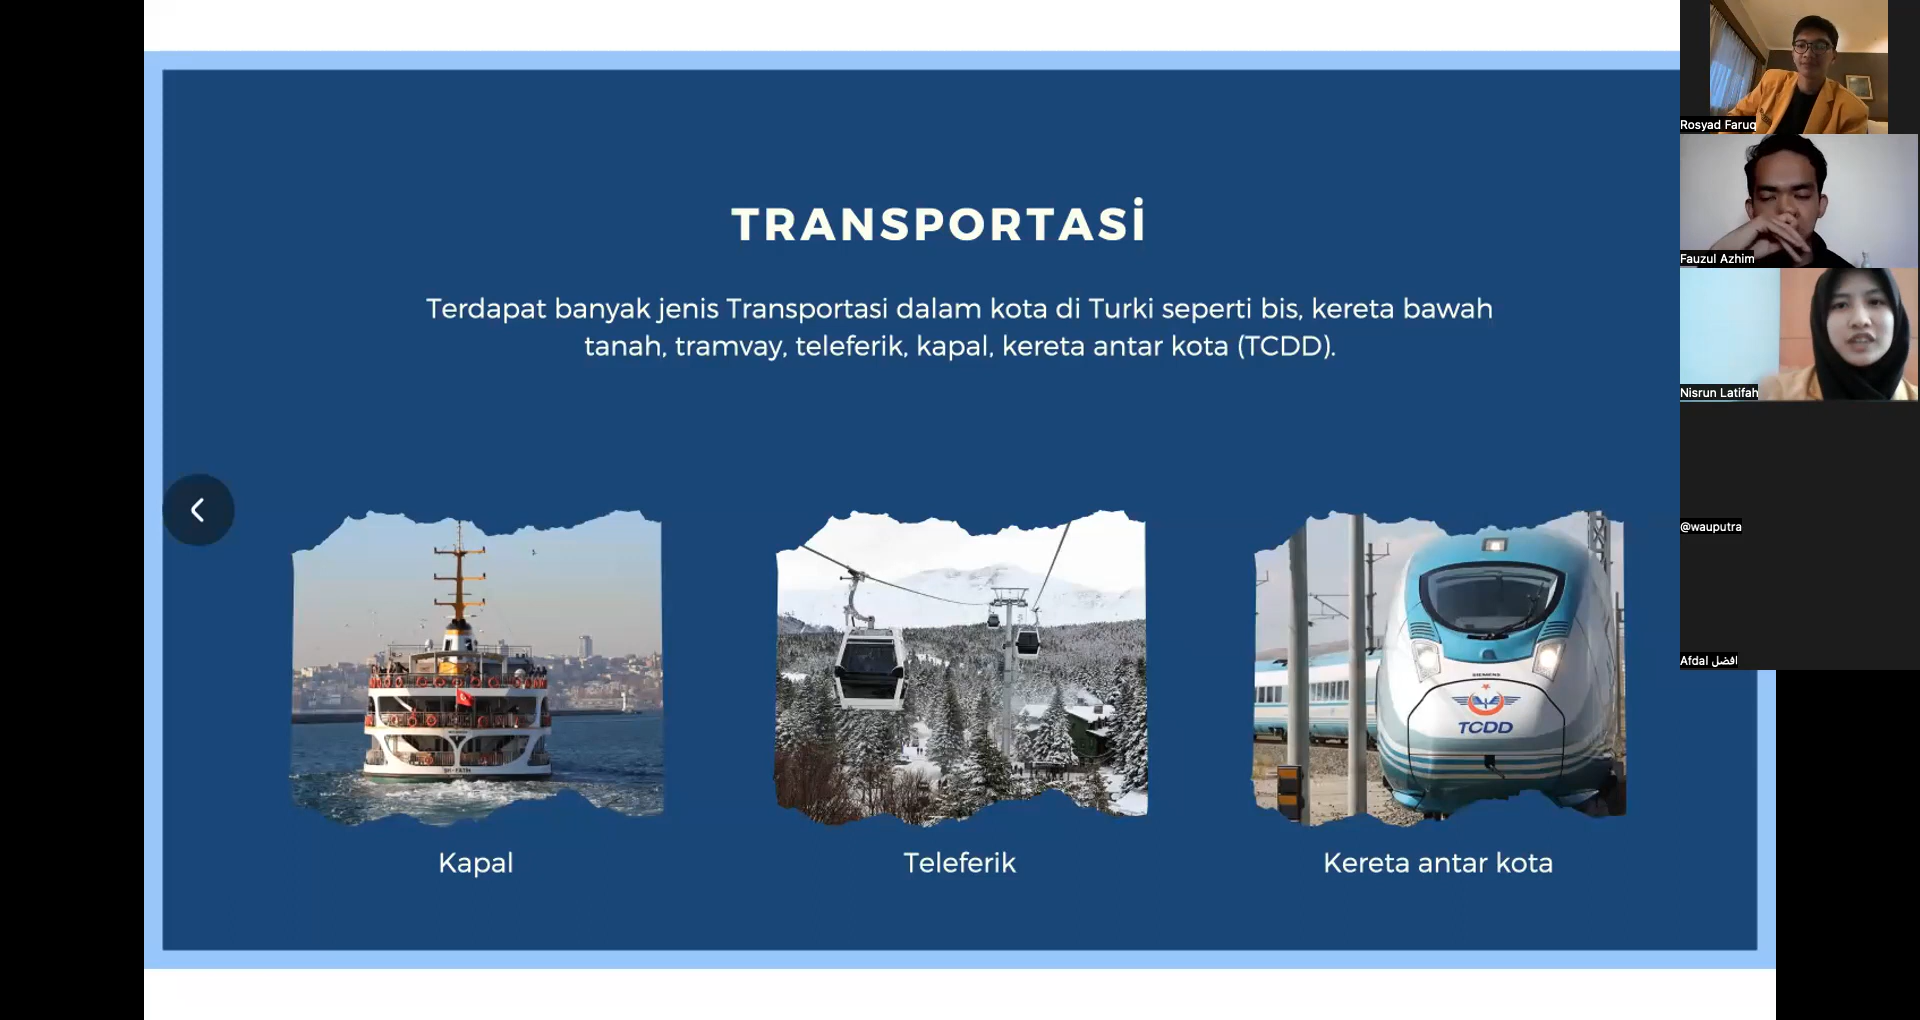 TRANSPORTASİ
Terdapat banyak jenis Transportasi dalam kota di Turki seperti bis, kereta bawah
tanah, tramvay, teleferik, kapal, kereta antar kota (TCDD).
SIEMENS
TCDD
Kapal
Teleferik
Kereta antar kota
Rosyad Faruq
Fauzul Azhim
Nisrun Latifah
@wauputra
Afdal افضل